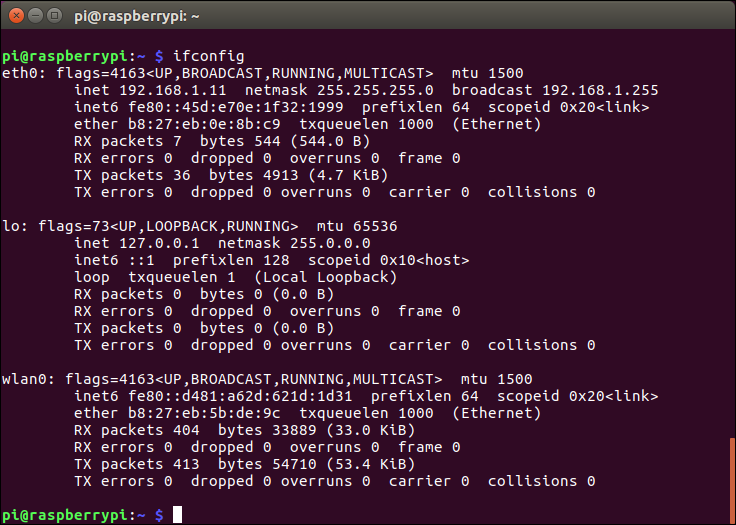 pi@raspberrypi: ~
pi@raspberrypi:~ $ ifconfig
eth0: flags=4163<UP,BROADCAST,RUNNING,MULTICAST>  mtu 1500
        inet 192.168.1.11  netmask 255.255.255.0  broadcast 192.168.1.255
        inet6 fe80::45d:e70e:1f32:1999  prefixlen 64  scopeid 0x20<link>
        ether b8:27:eb:0e:8b:c9  txqueuelen 1000  (Ethernet)
        RX packets 7  bytes 544 (544.0 B)
        RX errors 0  dropped 0  overruns 0  frame 0
        TX packets 36  bytes 4913 (4.7 KiB)
        TX errors 0  dropped 0 overruns 0  carrier 0  collisions 0
lo: flags=73<UP,LOOPBACK,RUNNING>  mtu 65536
        inet 127.0.0.1  netmask 255.0.0.0
        inet6 ::1  prefixlen 128  scopeid 0x10<host>
        loop  txqueuelen 1  (Local Loopback)
        RX packets 0  bytes 0 (0.0 B)
        RX errors 0  dropped 0  overruns 0  frame 0
        TX packets 0  bytes 0 (0.0 B)
        TX errors 0  dropped 0 overruns 0  carrier 0  collisions 0
wlan0: flags=4163<UP,BROADCAST,RUNNING,MULTICAST>  mtu 1500
        inet6 fe80::d481:a62d:621d:1d31  prefixlen 64  scopeid 0x20<link>
        ether b8:27:eb:5b:de:9c  txqueuelen 1000  (Ethernet)
        RX packets 404  bytes 33889 (33.0 KiB)
        RX errors 0  dropped 0  overruns 0  frame 0
        TX packets 413  bytes 54710 (53.4 KiB)
        TX errors 0  dropped 0 overruns 0  carrier 0  collisions 0
pi@raspberrypi:~ $